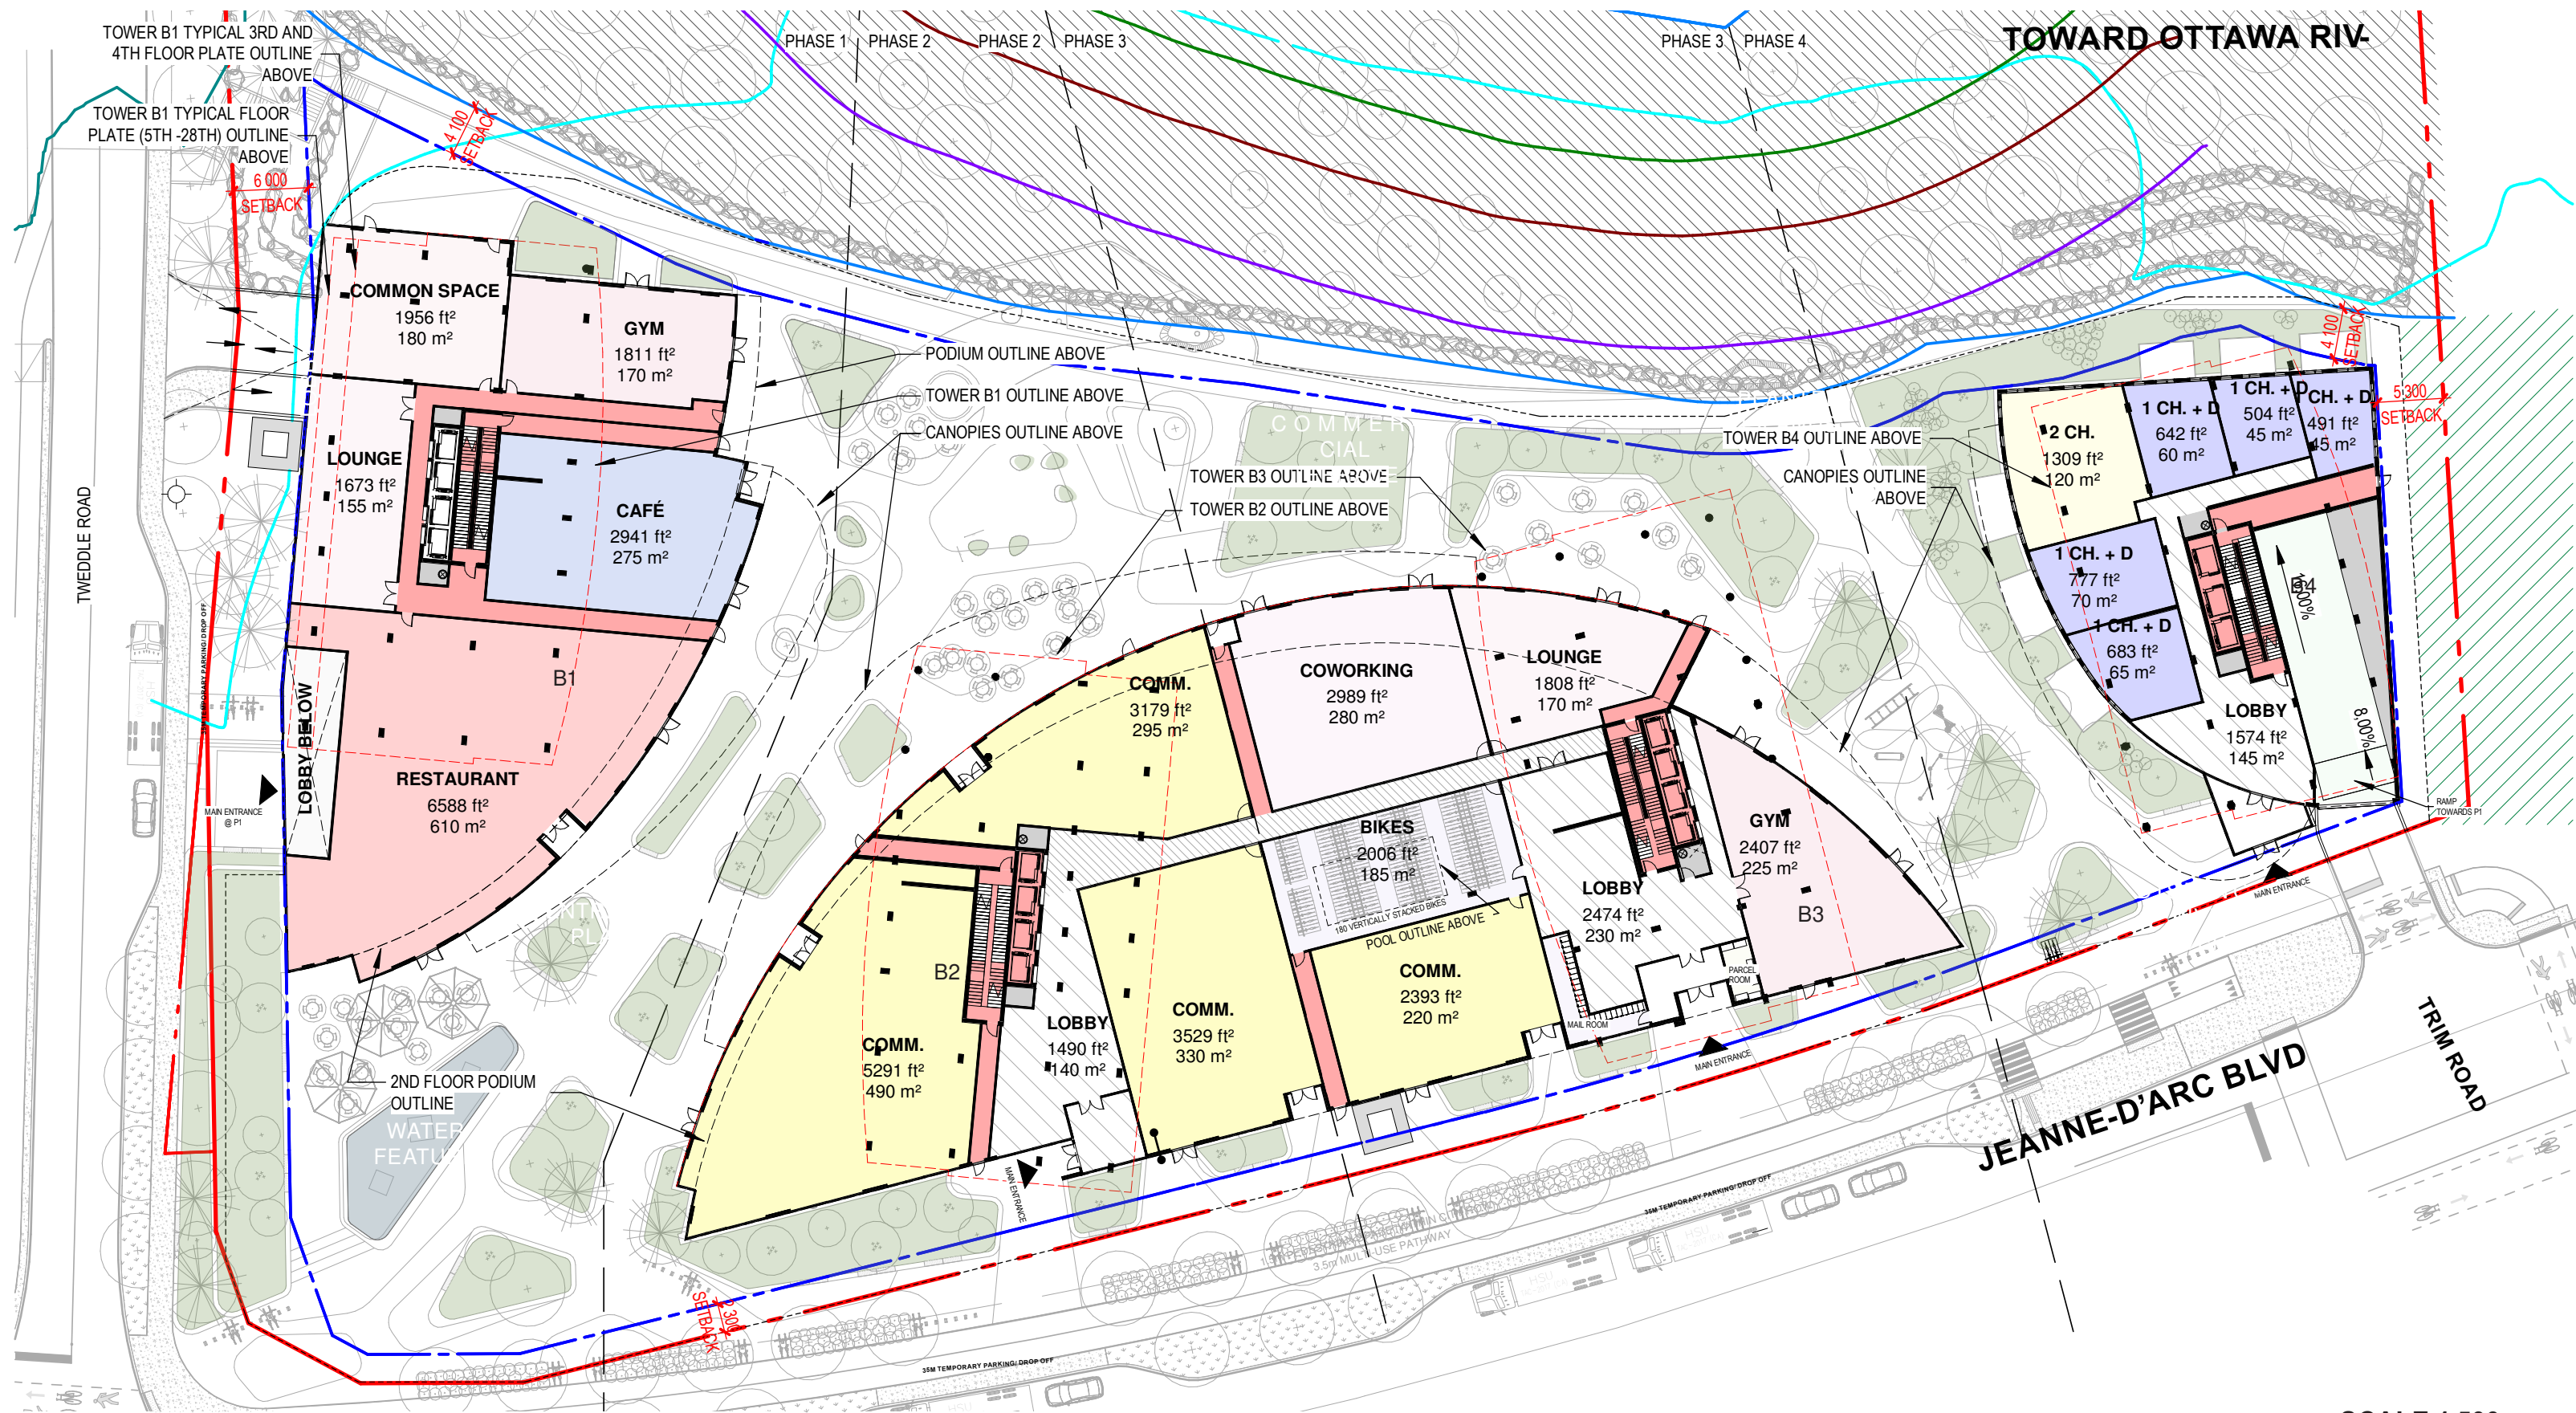 TOWER B1 TYPICAL 3RD AND
4TH FLOOR PLATE OUTLINE
ABOVE
TOWER B1 TYPICAL FLOOR
PLATE (5TH -28TH) OUTLINE
ABOVE
6 000
SETBACK
4 100
SETBACK
PHASE 1
PHASE 2
PHASE 2
PHASE 3
PHASE 3
PHASE 4
TOWARD OTTAWA RIV-
COMMON SPACE
1956 ft²
180 m²
GYM
1811 ft²
170 m²
LOUNGE
1673 ft²
155 m²
CAFÉ
2941 ft²
275 m²
PODIUM OUTLINE ABOVE
TOWER B1 OUTLINE ABOVE
CANOPIES OUTLINE ABOVE
TWEDDLE ROAD
B1
LOBBY BELOW
RESTAURANT
6588 ft²
610 m²
MAIN ENTRANCE
@ P1
COMMER
CIAL
TOWER B3 OUTLINE ABOVE
TOWER B2 OUTLINE ABOVE
TOWER B4 OUTLINE ABOVE
CANOPIES OUTLINE
ABOVE
4 100
SETBACK
5 300
SETBACK
2 CH.
1309 ft²
120 m²
1 CH. + D
642 ft²
60 m²
1 CH. + D
504 ft²
45 m²
CH. + D
491 ft²
45 m²
1 CH. + D
777 ft²
70 m²
1 CH. + D
683 ft²
65 m²
B4
8,00%
LOBBY
1574 ft²
145 m²
RAMP
TOWARDS P1
MAIN ENTRANCE
COMM.
3179 ft²
295 m²
COWORKING
2989 ft²
280 m²
LOUNGE
1808 ft²
170 m²
BIKES
2006 ft²
185 m²
180 VERTICALLY STACKED BIKES
POOL OUTLINE ABOVE
GYM
2407 ft²
225 m²
B3
LOBBY
2474 ft²
230 m²
PARCEL
ROOM
MAIL ROOM
MAIN ENTRANCE
COMM.
2393 ft²
220 m²
COMM.
3529 ft²
330 m²
B2
LOBBY
1490 ft²
140 m²
COMM.
5291 ft²
490 m²
MAIN ENTRANCE
2ND FLOOR PODIUM
OUTLINE
WATER
FEATU
2 300
SETBACK
3.5m MULTI-USE PATHWAY
35M TEMPORARY PARKING/ DROP OFF
35M TEMPORARY PARKING/ DROP OFF
JEANNE-D'ARC BLVD
TRIM ROAD